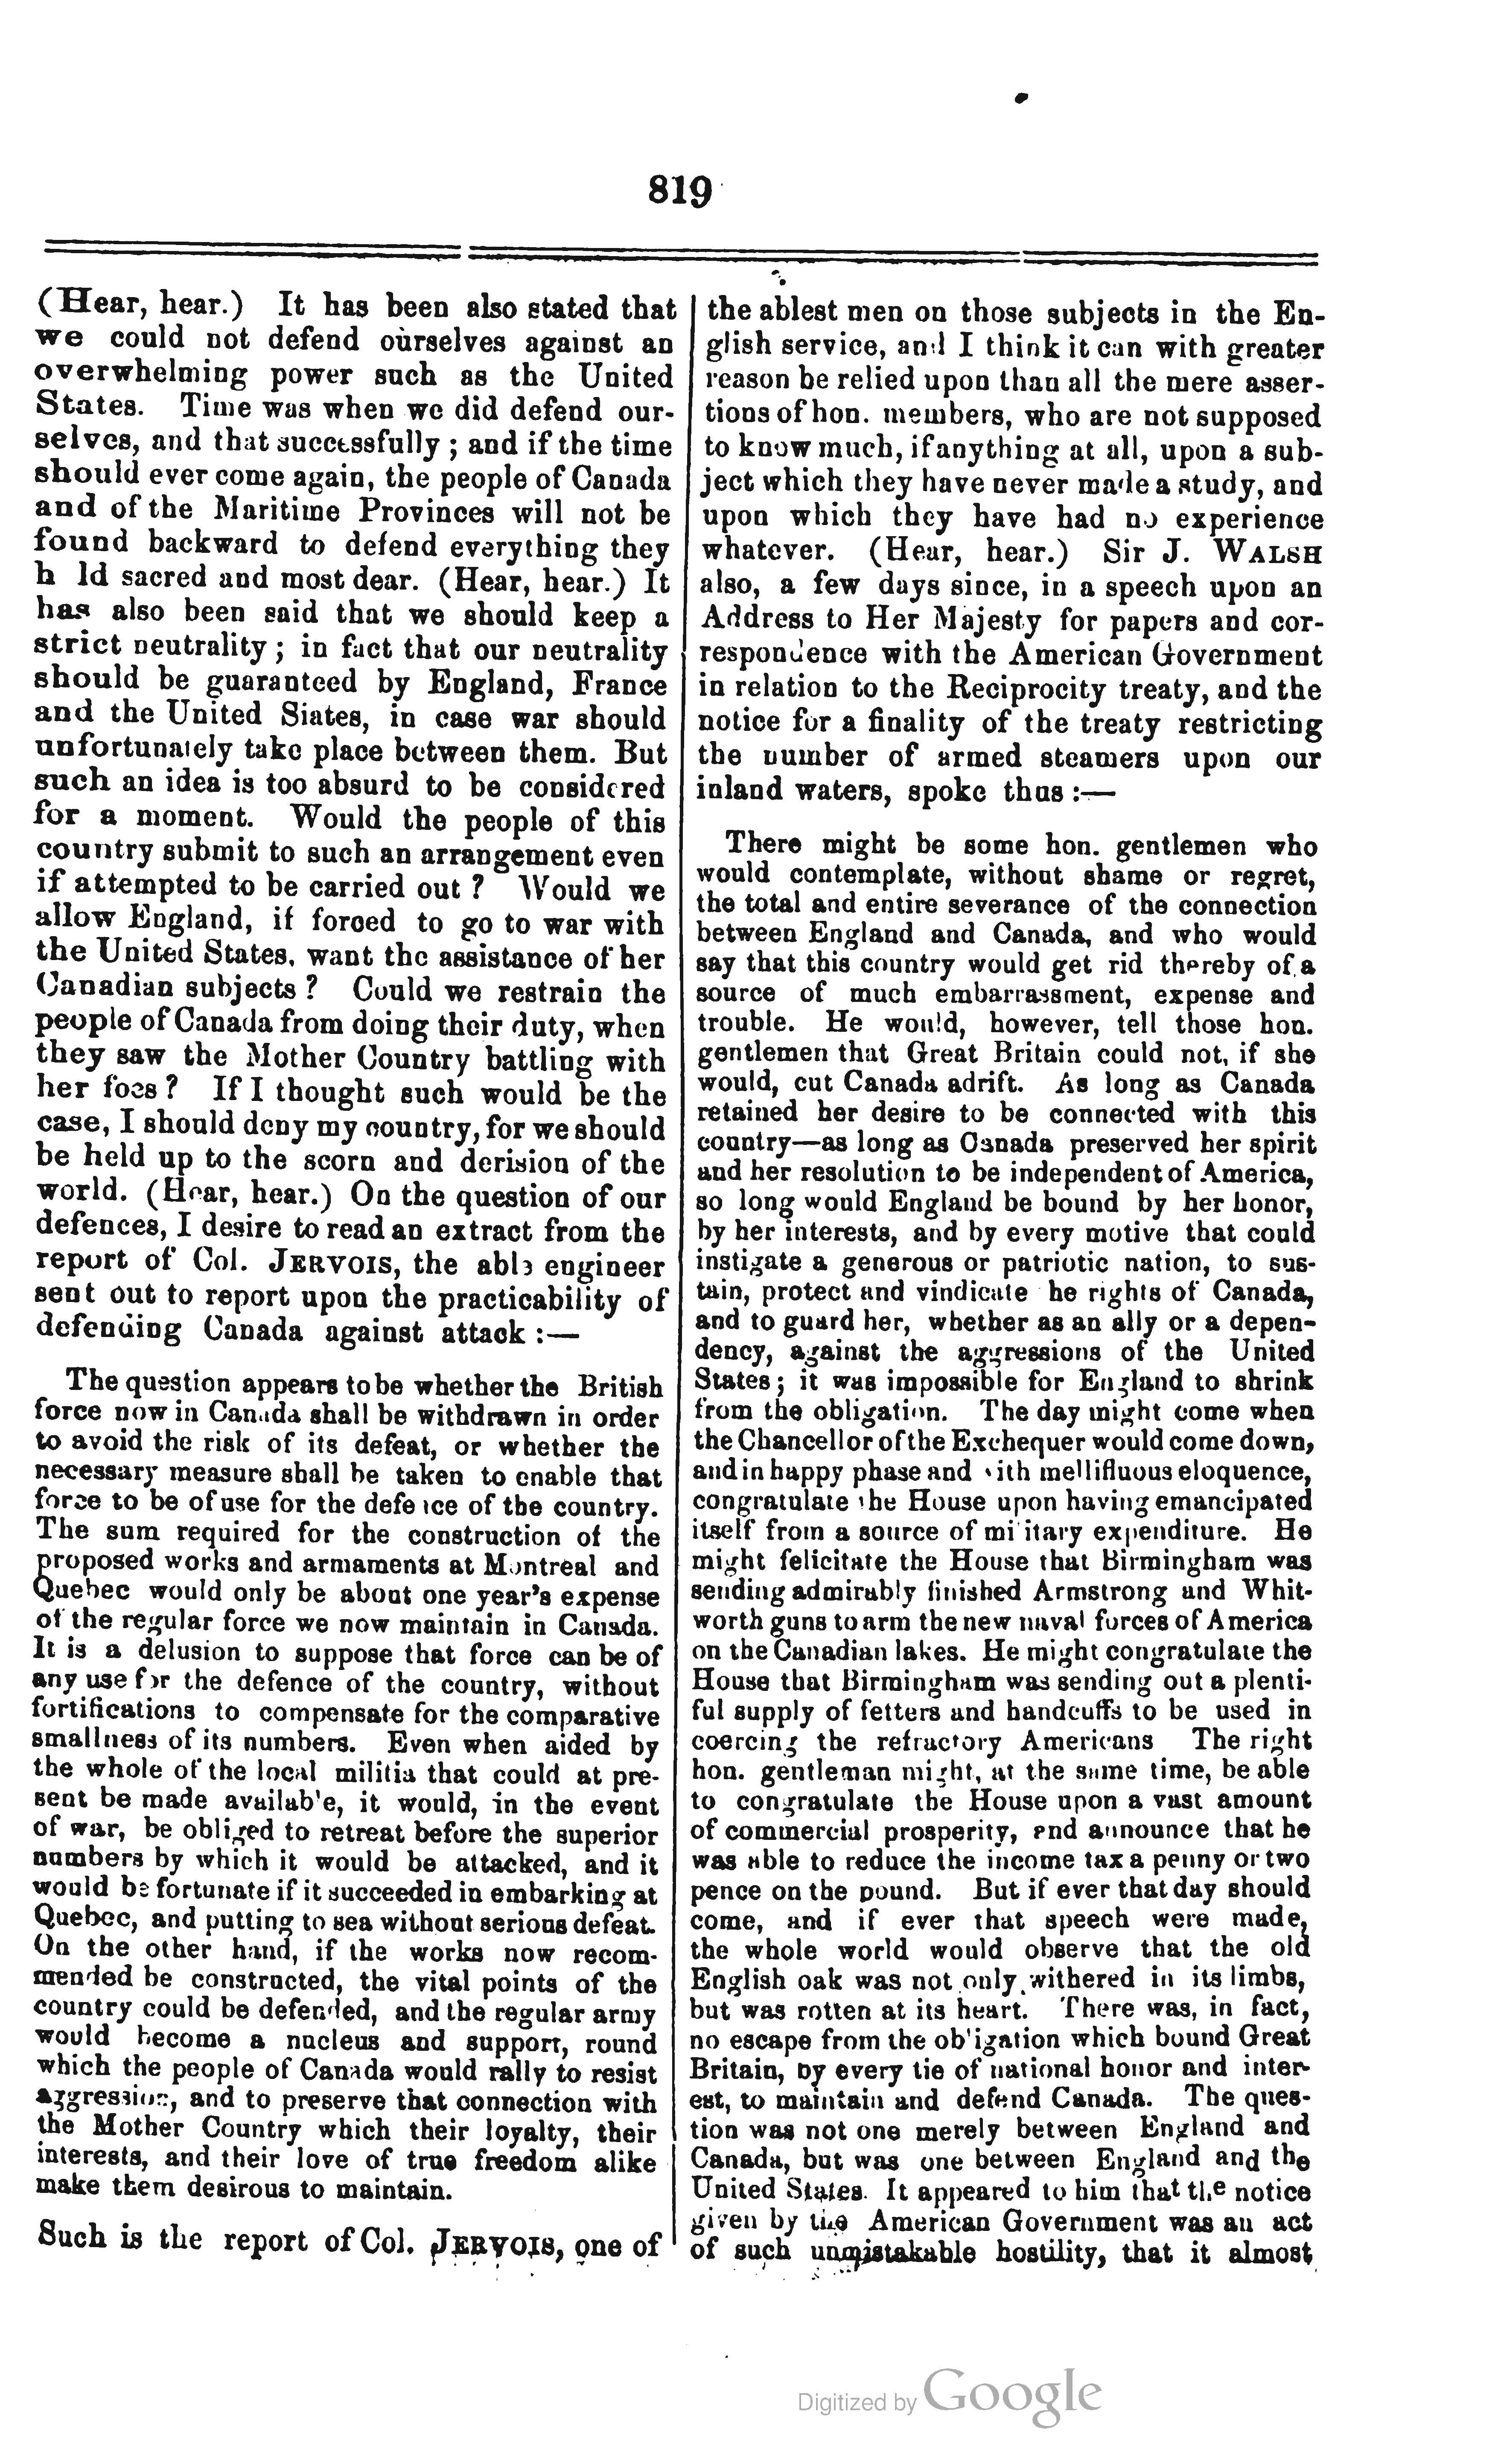 819
(Hear, hear.) It has been also stated that
we could not defend ourselves against an
overwhelming power such as the United
States. Time was when we did defend our-
selves, and that successfully ; and if the time
should ever come again, the people of Canada
and of the Maritime Provinces will not be
found backward to defend everything they
h ld sacred and most dear. (Hear, hear.) It
has also been said that we should keep a
strict neutrality ; in fact that our neutrality
should be guaranteed by England, France
and the United States, in case war should
unfortunately take place between them. But
such an idea is too absurd to be considered
for a moment. Would the people of this
country submit to such an arrangement even
if attempted to be carried out ? Would we
allow England, if forced to go to war with
the United States, want the assistance of her
Canadian subjects ? Could we restrain the
people of Canada from doing their duty, when
they saw the Mother Country battling with
her foes ? If I thought such would be the
case, I should deny my country, for we should
be held up to the scorn and derision of the
world. (Hear, hear.) On the question of our
defences, I desire to read an extract from the
report of Col. JERVOIS, the able engineer
sent out to report upon the practicability of
defending Canada against attack :—
The question appears to be whether the British
force now in Canada shall be withdrawn in order
to avoid the risk of its defeat, or whether the
necessary measure shall be taken to enable that
force to be of use for the defence of the country.
The sum required for the construction of the
proposed works and armaments at Montreal and
Quebec would only be about one year's expense
of the regular force we now maintain in Canada.
It is a delusion to suppose that force can be of
any use for the defence of the country, without
fortifications to compensate for the comparative
smallness of its numbers. Even when aided by
the whole of the local militia that could at pre-
sent be made available, it would, in the event
of war, be obliged to retreat before the superior
numbers by which it would be attacked, and it
would be fortunate if it succeeded in embarking at
Quebec, and putting to sea without serious defeat.
On the other hand, if the works now recom-
mended be constructed, the vital points of the
country could be defended, and the regular army
would become a nucleus and support, round
which the people of Canada would rally to resist
aggression, and to preserve that connection with
the Mother Country which their loyalty, their
interests, and their love of true freedom alike
make them desirous to maintain.
Such is the report of Col. JERVOIS, one of
the ablest men on those subjects in the En-
glish service, and I think it can with greater
reason be relied upon than all the mere asser-
tions of hon. members, who are not supposed
to know much, if anything at all, upon a sub-
ject which they have never made a study, and
upon which they have had no experience
whatever. (Hear, hear.) Sir J. WALSH
also, a few days since, in a speech upon an
Address to Her Majesty for papers and cor-
respondence with the American Government
in relation to the Reciprocity treaty, and the
notice for a finality of the treaty restricting
the number of armed steamers upon our
inland waters, spoke thus :—
There might be some hon. gentlemen who
would contemplate, without shame or regret,
the total and entire severance of the connection
between England and Canada, and who would
say that this country would get rid thereby of a
source of much embarrassment, expense and
trouble. He would, however, tell those hon.
gentlemen that Great Britain could not, if she
would, cut Canada adrift. As long as Canada
retained her desire to be connected with this
country—as long as Canada preserved her spirit
and her resolution to be independent of America,
so long would England be bound by her honor,
by her interests, and by every motive that could
instigate a generous or patriotic nation, to sus-
tain, protect and vindicate he rights of Canada,
and to guard her, whether as an ally or a depen-
dency, against the aggressions of the United
States ; it was impossible for England to shrink
from the obligation. The day might come when
the Chancellor of the Exchequer would come down,
and in happy phase and with mellifluous eloquence,
congratulate the House upon having emancipated
itself from a source of military expenditure. He
might felicitate the House that Birmingham was
sending admirably finished Armstrong and Whit-
worth guns to arm the new naval forces of America
on the Canadian lakes. He might congratulate the
House that Birmingham was sending out a plenti-
ful supply of fetters and handcuffs to be used in
coercing the refractory Americans The right
hon. gentleman might, at the same time, be able
to congratulate the House upon a vast amount
of commercial prosperity, and announce that he
was able to reduce the income tax a penny or two
pence on the pound. But if ever that day should
come, and if ever that speech were made,
the whole world would observe that the old
English oak was not only withered in its limbs,
but was rotten at its heart. There was, in fact,
no escape from the obligation which bound Great
Britain, by every tie of national honor and inter-
est, to maintain and defend Canada. The ques-
tion was not one merely between England and
Canada, but was one between England and the
United States. It appeared to him that the notice
given by the American Government was an act
of such unmistakable hostility, that it almost
Digitized by Google